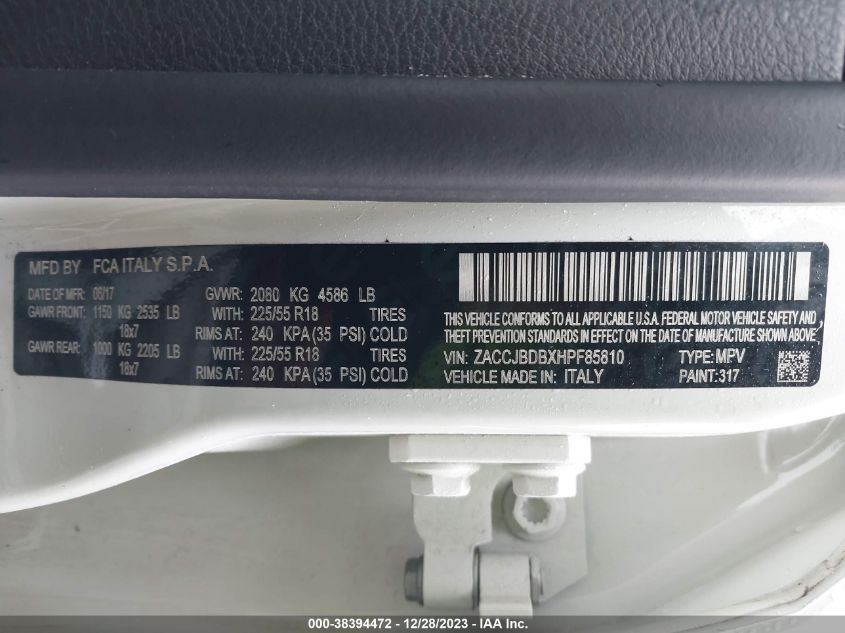 MFD BY FCA ITALY S.P.A.
DATE OF MFR: 06/17 GVWR: 2080 KG 4586 LB
GAWR FRONT: 1150 KG 2535 LB WITH: 225/55 R18 TIRES
18x7 RIMS AT: 240 KPA(35 PSI) COLD
GAWR REAR: 1000 KG 2205 LB WITH: 225/55 R18 TIRES
18x7 RIMS AT: 240 KPA(35 PSI) COLD
THIS VEHICLE CONFORMS TO ALL APPLICABLE U.S.A. FEDERAL MOTOR VEHICLE SAFETY AND
THEFT PREVENTION STANDARDS IN EFFECT ON THE DATE OF MANUFACTURE SHOWN ABOVE.
VIN: ZACCJBDBXHPF85810 TYPE: MPV
VEHICLE MADE IN: ITALY PAINT: 317
000-38394472 - 12/28/2023 - IAA Inc.